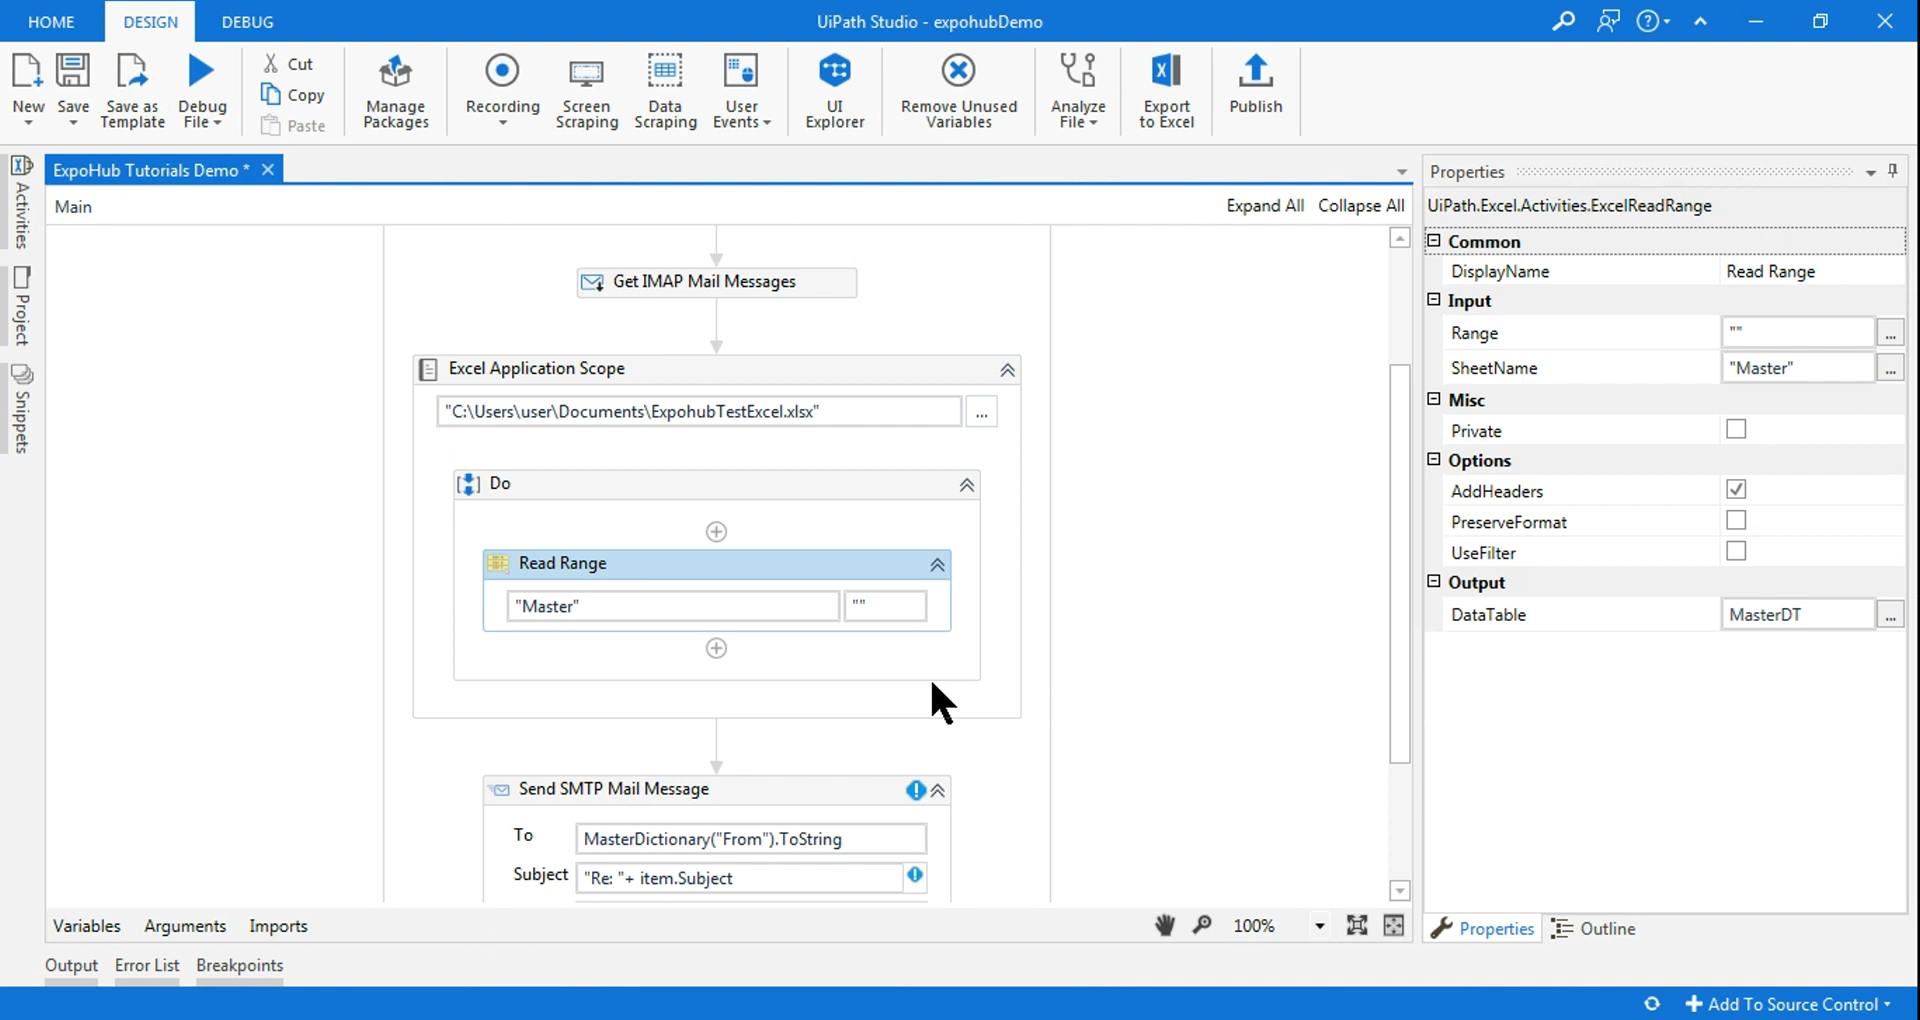 HOME DESIGN DEBUG UiPath Studio - expohubDemo
New Save Save as Template Debug File Cut Copy Paste Manage Packages Recording Screen Scraping Data Scraping User Events UI Explorer Remove Unused Variables Analyze File Export to Excel Publish
Activities
Project
Snippets
ExpoHub Tutorials Demo *
Main Expand All Collapse All
Get IMAP Mail Messages
Excel Application Scope
"C:\Users\user\Documents\ExpohubTestExcel.xlsx" ...
Do
Read Range
"Master" ""
Send SMTP Mail Message
To MasterDictionary("From").ToString
Subject "Re: "+ item.Subject
Variables Arguments Imports 100%
Properties
UiPath.Excel.Activities.ExcelReadRange
Common
DisplayName Read Range
Input
Range "" ...
SheetName "Master" ...
Misc
Private
Options
AddHeaders
PreserveFormat
UseFilter
Output
DataTable MasterDT ...
Properties Outline
Output Error List Breakpoints
Add To Source Control